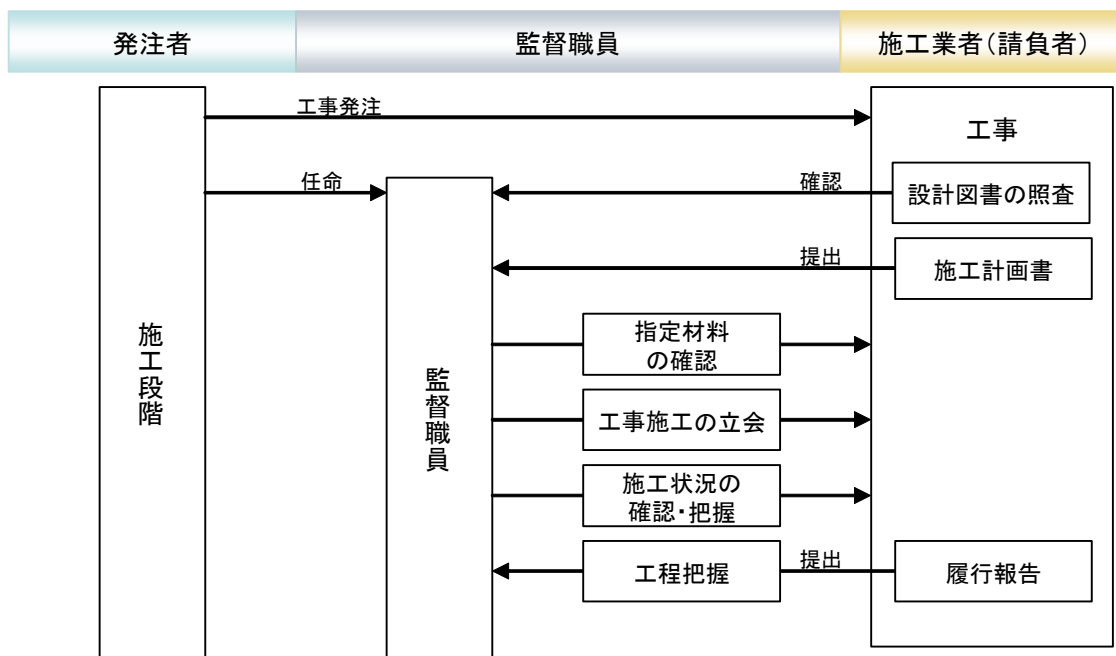 発注者
監督職員
施工業者(請負者)
工事発注
工事
任命
確認
設計図書の照査
提出
施工計画書
施工段階
監督職員
指定材料
の確認
工事施工の立会
施工状況の
確認・把握
工程把握
提出
履行報告